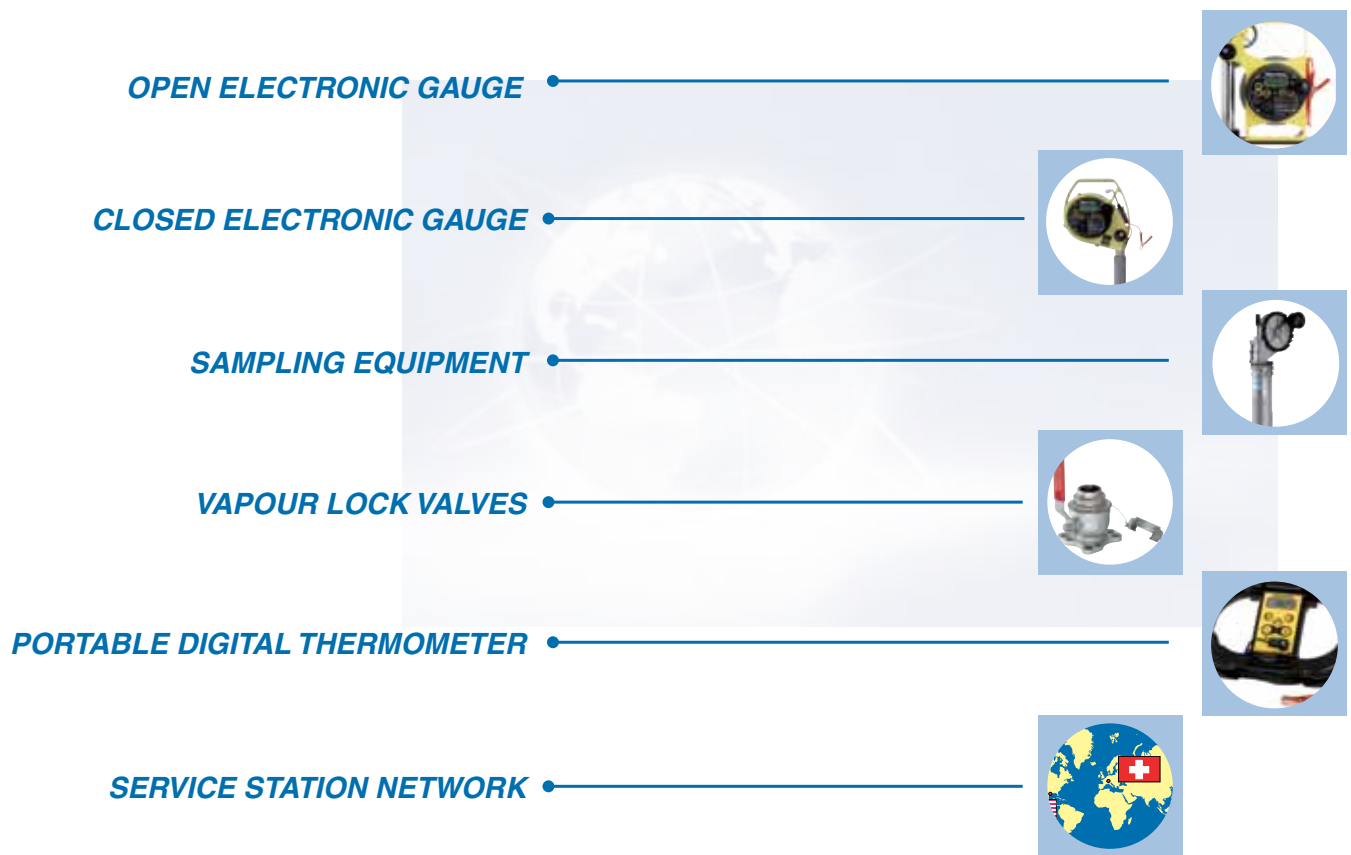 OPEN ELECTRONIC GAUGE
CLOSED ELECTRONIC GAUGE
SAMPLING EQUIPMENT
VAPOUR LOCK VALVES
PORTABLE DIGITAL THERMOMETER
SERVICE STATION NETWORK